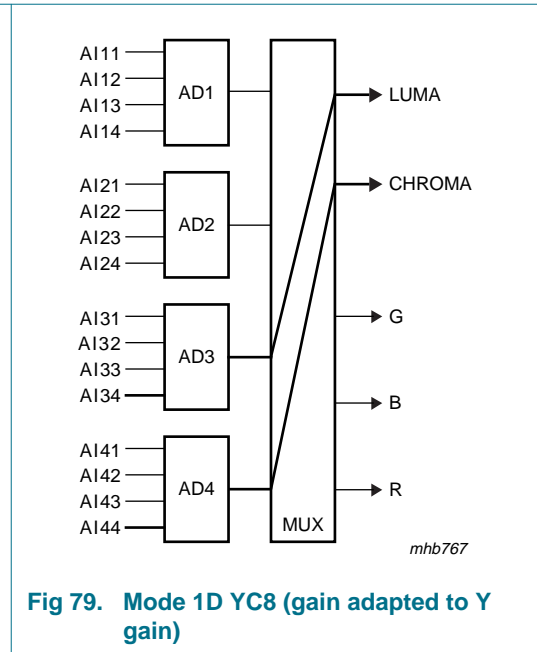 AI11
AI12
AI13
AI14
AD1
AI21
AI22
AI23
AI24
AD2
AI31
AI32
AI33
AI34
AD3
AI41
AI42
AI43
AI44
AD4
MUX
LUMA
CHROMA
G
B
R
mhb767
Fig 79. Mode 1D YC8 (gain adapted to Y
gain)